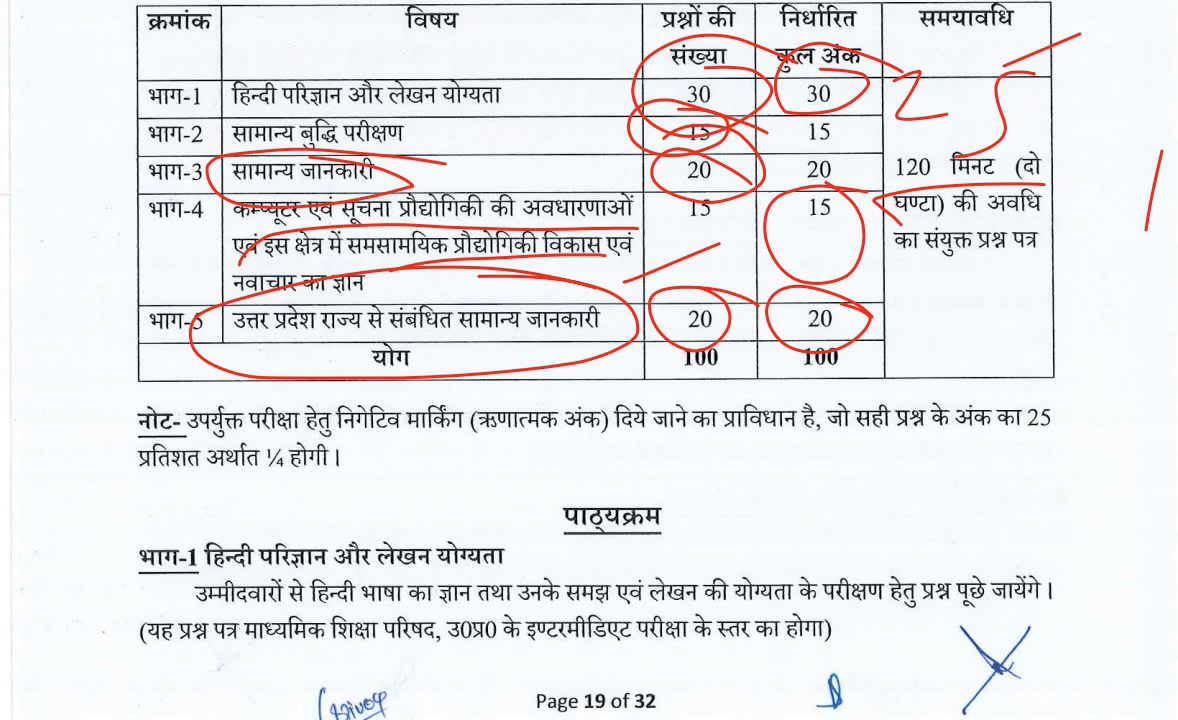 क्रमांक विषय प्रश्नों की संख्या निर्धारित कुल अंक समयावधि
भाग-1 हिन्दी परिज्ञान और लेखन योग्यता 30 30
भाग-2 सामान्य बुद्धि परीक्षण 15 15
भाग-3 सामान्य जानकारी 20 20
120 मिनट (दो घण्टा) की अवधि का संयुक्त प्रश्न पत्र
भाग-4 कम्प्यूटर एवं सूचना प्रौद्योगिकी की अवधारणाओं 15 15
एवं इस क्षेत्र में समसामयिक प्रौद्योगिकी विकास एवं
नवाचार का ज्ञान
भाग-5 उत्तर प्रदेश राज्य से संबंधित सामान्य जानकारी 20 20
योग 100 100
नोट- उपर्युक्त परीक्षा हेतु निगेटिव मार्किंग (ऋणात्मक अंक) दिये जाने का प्राविधान है, जो सही प्रश्न के अंक का 25
प्रतिशत अर्थात ¼ होगी।
पाठ्यक्रम
भाग-1 हिन्दी परिज्ञान और लेखन योग्यता
उम्मीदवारों से हिन्दी भाषा का ज्ञान तथा उनके समझ एवं लेखन की योग्यता के परीक्षण हेतु प्रश्न पूछे जायेंगे।
(यह प्रश्न पत्र माध्यमिक शिक्षा परिषद, उ0प्र0 के इण्टरमीडिएट परीक्षा के स्तर का होगा)
Page 19 of 32